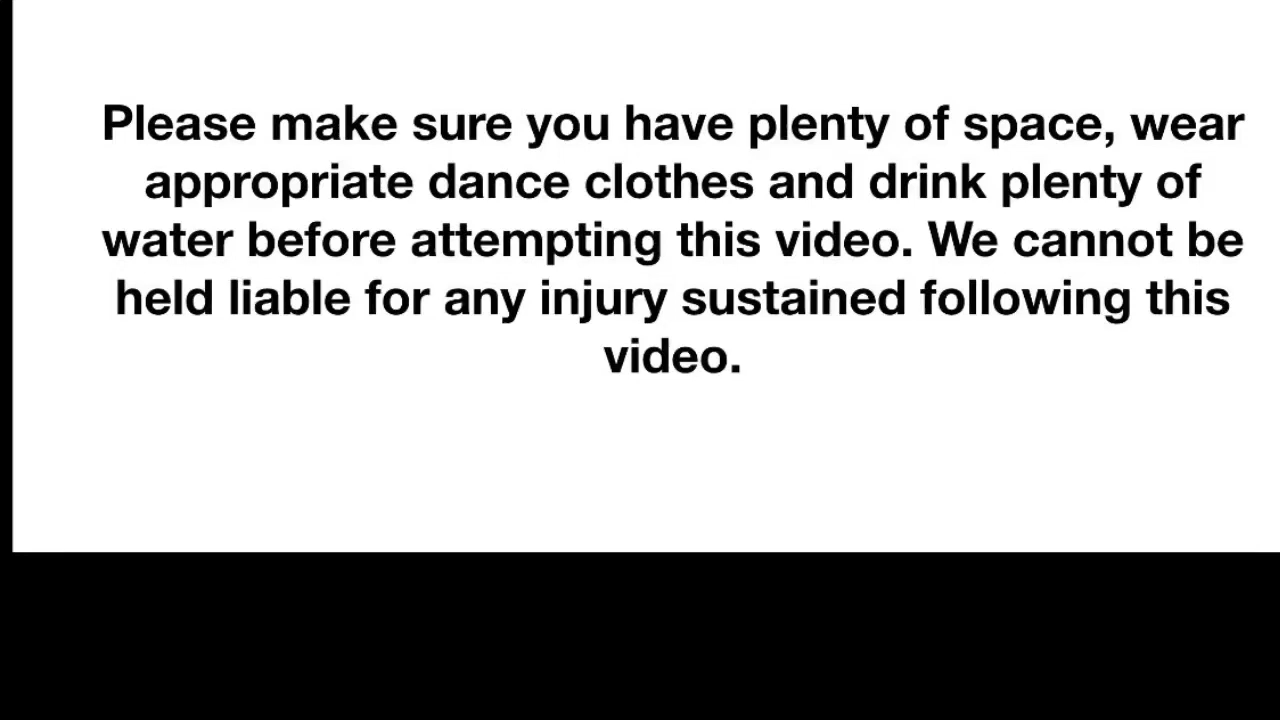 Please make sure you have plenty of space, wear
appropriate dance clothes and drink plenty of
water before attempting this video. We cannot be
held liable for any injury sustained following this
video.